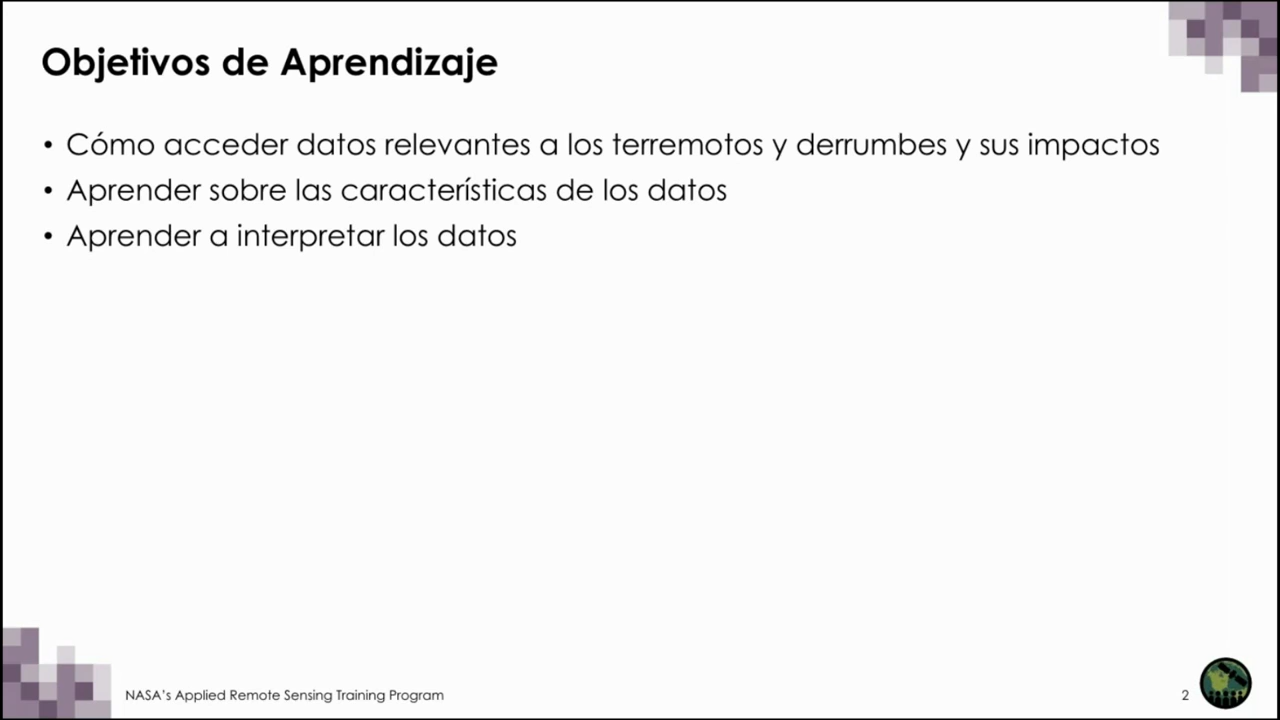 Objetivos de Aprendizaje
• Cómo acceder datos relevantes a los terremotos y derrumbes y sus impactos
• Aprender sobre las características de los datos
• Aprender a interpretar los datos
NASA's Applied Remote Sensing Training Program
2